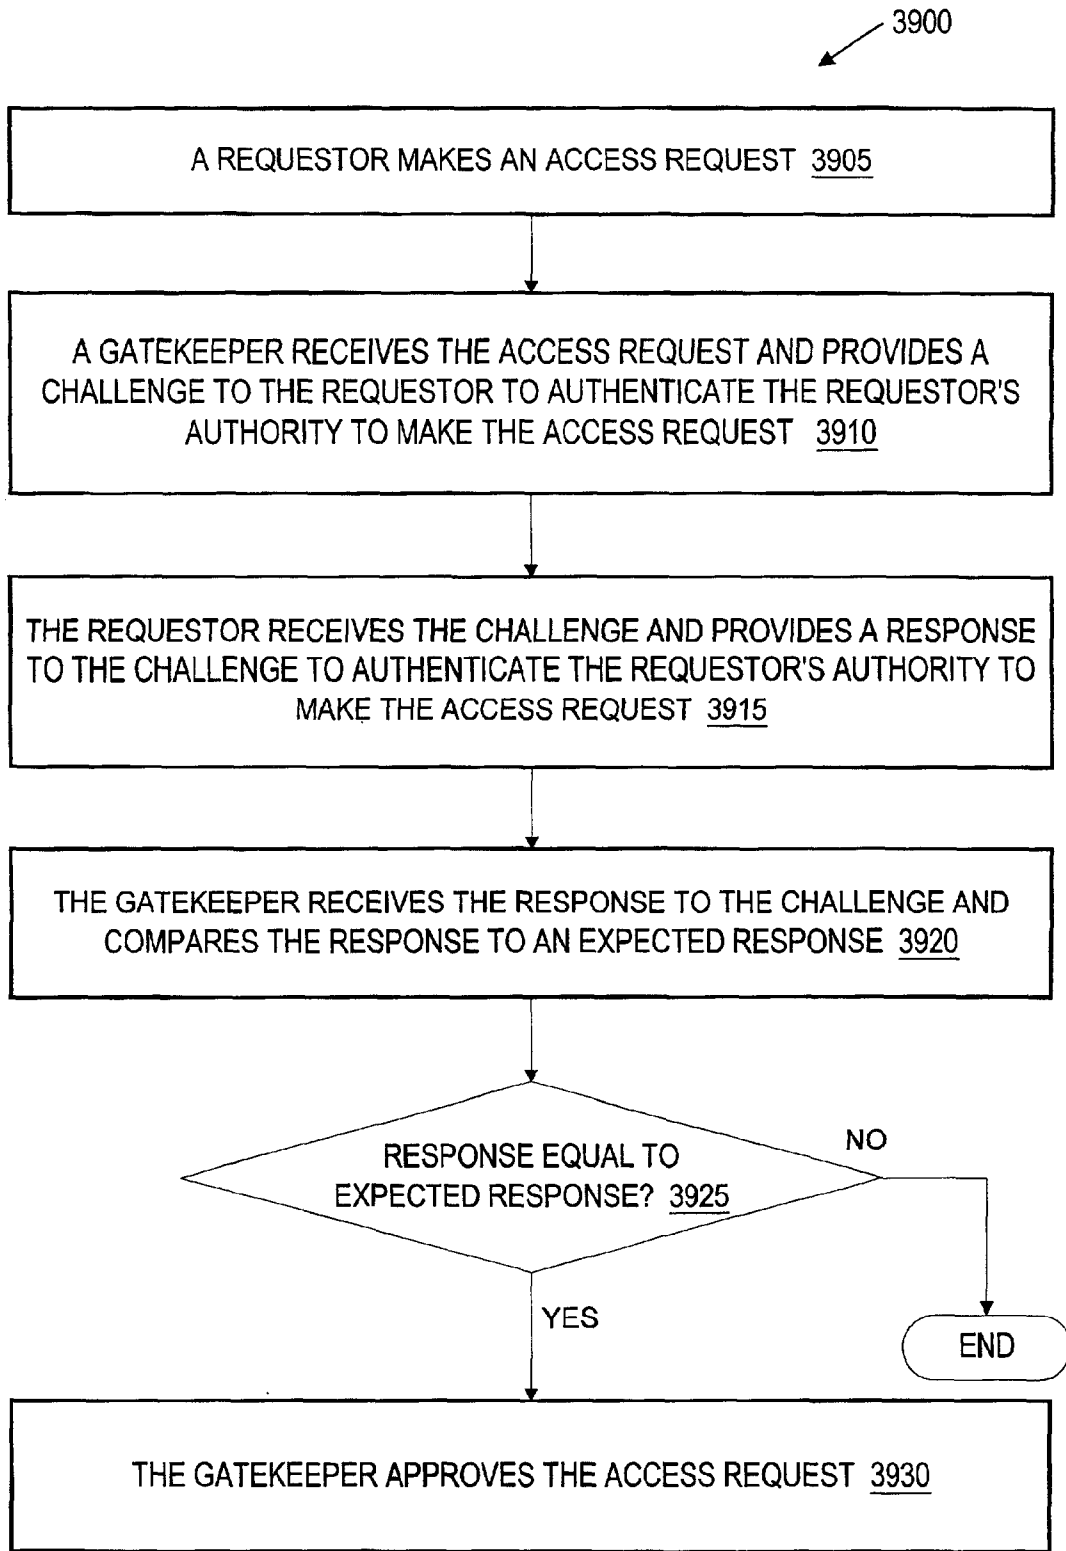 3900
A REQUESTOR MAKES AN ACCESS REQUEST 3905
A GATEKEEPER RECEIVES THE ACCESS REQUEST AND PROVIDES A
CHALLENGE TO THE REQUESTOR TO AUTHENTICATE THE REQUESTOR'S
AUTHORITY TO MAKE THE ACCESS REQUEST 3910
THE REQUESTOR RECEIVES THE CHALLENGE AND PROVIDES A RESPONSE
TO THE CHALLENGE TO AUTHENTICATE THE REQUESTOR'S AUTHORITY TO
MAKE THE ACCESS REQUEST 3915
THE GATEKEEPER RECEIVES THE RESPONSE TO THE CHALLENGE AND
COMPARES THE RESPONSE TO AN EXPECTED RESPONSE 3920
RESPONSE EQUAL TO
EXPECTED RESPONSE? 3925
NO
YES
END
THE GATEKEEPER APPROVES THE ACCESS REQUEST 3930